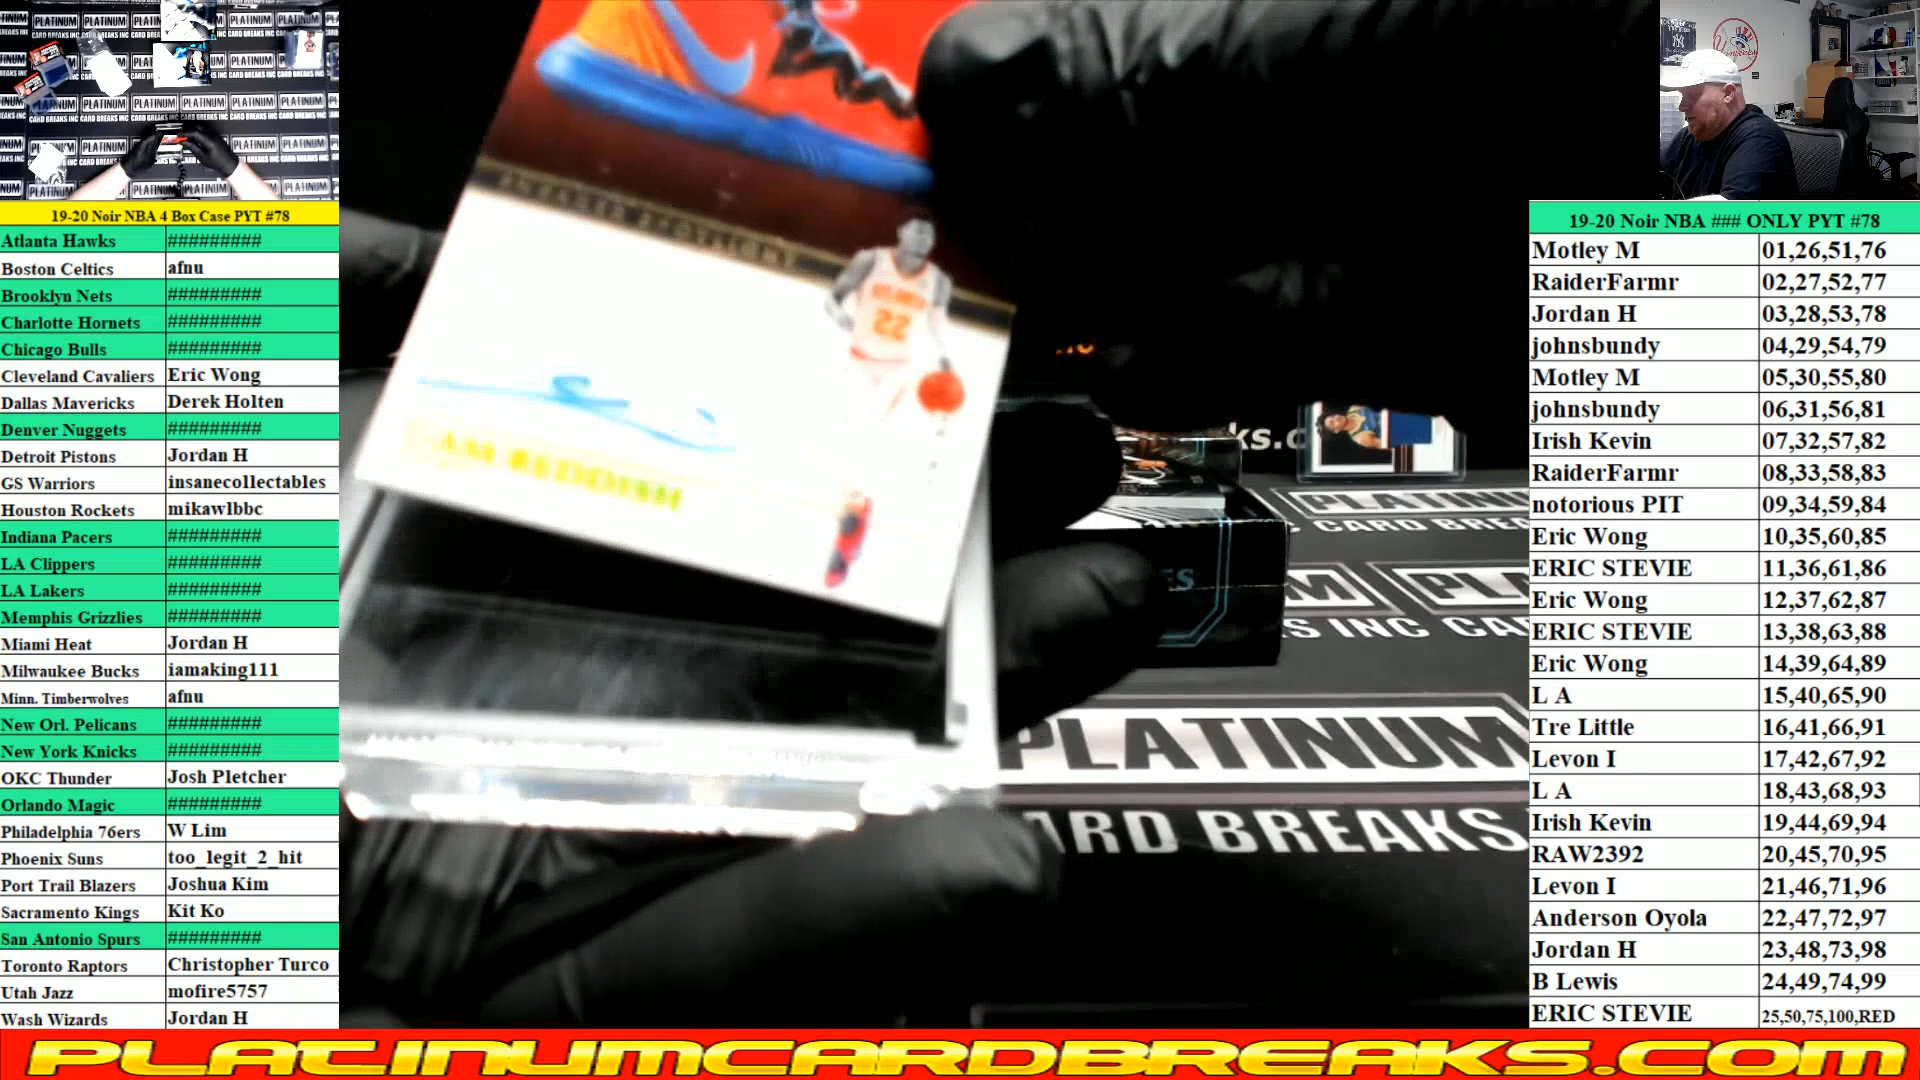 19-20 Noir NBA 4 Box Case PYT #78
Atlanta Hawks #########
Boston Celtics afnu
Brooklyn Nets #########
Charlotte Hornets #########
Chicago Bulls #########
Cleveland Cavaliers Eric Wong
Dallas Mavericks Derek Holten
Denver Nuggets #########
Detroit Pistons Jordan H
GS Warriors insanecollectables
Houston Rockets mikawlbbc
Indiana Pacers #########
LA Clippers #########
LA Lakers #########
Memphis Grizzlies #########
Miami Heat Jordan H
Milwaukee Bucks iamaking111
Minn. Timberwolves afnu
New Orl. Pelicans #########
New York Knicks #########
OKC Thunder Josh Pletcher
Orlando Magic #########
Philadelphia 76ers W Lim
Phoenix Suns too_legit_2_hit
Port Trail Blazers Joshua Kim
Sacramento Kings Kit Ko
San Antonio Spurs #########
Toronto Raptors Christopher Turco
Utah Jazz mofire5757
Wash Wizards Jordan H
SNEAKER SPOTLIGHT
ATLANTA
22
AM REDDISH
ks.c
ES
PLATINUM
CARD BREAKS
19-20 Noir NBA ### ONLY PYT #78
Motley M 01,26,51,76
RaiderFarmr 02,27,52,77
Jordan H 03,28,53,78
johnsbundy 04,29,54,79
Motley M 05,30,55,80
johnsbundy 06,31,56,81
Irish Kevin 07,32,57,82
RaiderFarmr 08,33,58,83
notorious PIT 09,34,59,84
Eric Wong 10,35,60,85
ERIC STEVIE 11,36,61,86
Eric Wong 12,37,62,87
ERIC STEVIE 13,38,63,88
Eric Wong 14,39,64,89
L A 15,40,65,90
Tre Little 16,41,66,91
Levon I 17,42,67,92
L A 18,43,68,93
Irish Kevin 19,44,69,94
RAW2392 20,45,70,95
Levon I 21,46,71,96
Anderson Oyola 22,47,72,97
Jordan H 23,48,73,98
B Lewis 24,49,74,99
ERIC STEVIE 25,50,75,100,RED
PLATINUMCARDBREAKS.COM